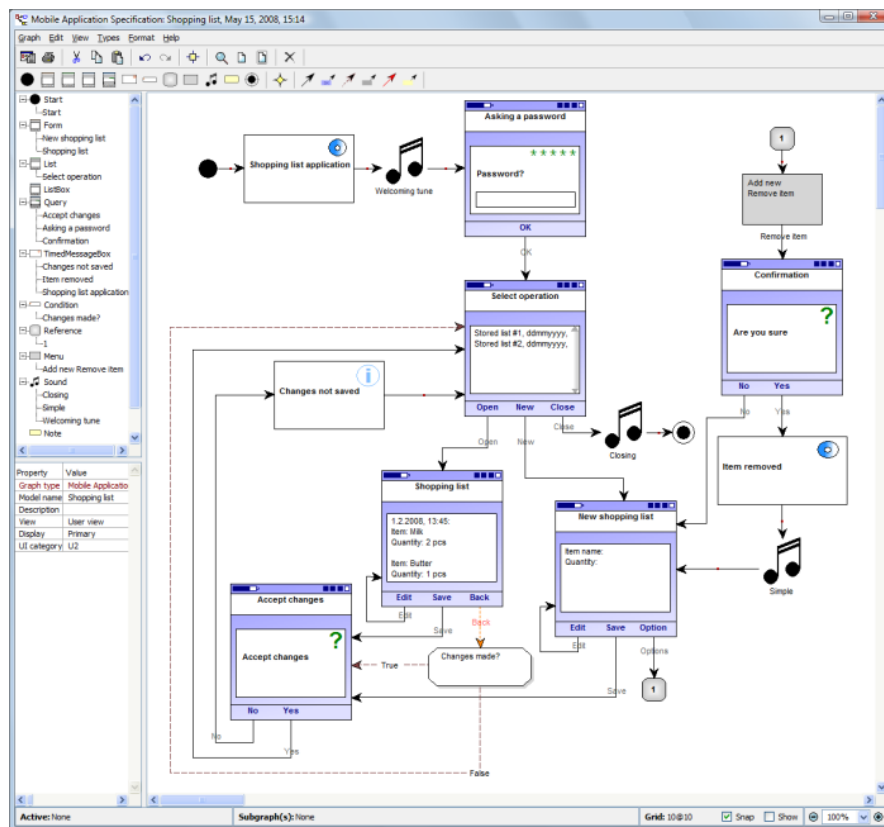 Mobile Application Specification: Shopping list, May 15, 2008, 15:14
Graph Edit View Types Format Help
Start
Start
Form
New shopping list
Shopping list
List
Select operation
ListBox
Query
Accept changes
Asking a password
Confirmation
TimedMessageBox
Changes not saved
Item removed
Shopping list application
Condition
Changes made?
Reference
1
Menu
Add new Remove item
Sound
Closing
Simple
Welcoming tune
Note
Property Value
Graph type Mobile Applicatio
Model name Shopping list
Description
View User view
Display Primary
UI category U2
Shopping list application
Welcoming tune
Asking a password
*****
Password?
OK
OK
1
Add new
Remove item
Remove item
Confirmation
?
Are you sure
No Yes
No Yes
Select operation
Stored list #1, ddmmyyyy,
Stored list #2, ddmmyyyy,
Open New Close
Open New Close
Changes not saved
i
Closing
Item removed
Simple
Shopping list
1.2.2008, 13:45:
Item: Milk
Quantity: 2 pcs
Item: Butter
Quantity: 1 pcs
Edit Save Back
Edit Save Back
New shopping list
Item name:
Quantity:
Edit Save Option
Edit Save Options
1
Accept changes
?
Accept changes
No Yes
No Yes
Changes made?
True
False
Active: None Subgraph(s): None Grid: 10@10 Snap Show 100%